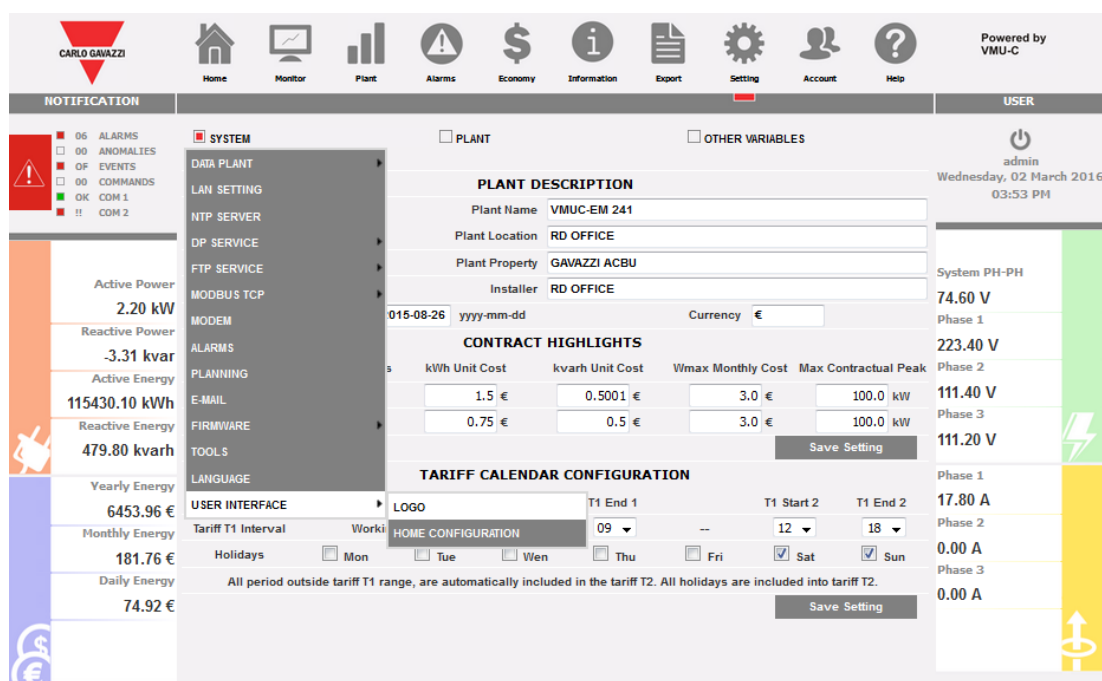 CARLO GAVAZZI
Home
Monitor
Plant
Alarms
Economy
Information
Export
Setting
Account
Help
Powered by
VMU-C
NOTIFICATION
USER
06 ALARMS
00 ANOMALIES
OF EVENTS
00 COMMANDS
OK COM 1
!! COM 2
SYSTEM
PLANT
OTHER VARIABLES
admin
Wednesday, 02 March 2016
03:53 PM
DATA PLANT
LAN SETTING
NTP SERVER
DP SERVICE
FTP SERVICE
MODBUS TCP
MODEM
ALARMS
PLANNING
E-MAIL
FIRMWARE
TOOLS
LANGUAGE
USER INTERFACE
LOGO
HOME CONFIGURATION
PLANT DESCRIPTION
Plant Name VMUC-EM 241
Plant Location RD OFFICE
Plant Property GAVAZZI ACBU
Installer RD OFFICE
015-08-26 yyyy-mm-dd Currency €
CONTRACT HIGHLIGHTS
s kWh Unit Cost kvarh Unit Cost Wmax Monthly Cost Max Contractual Peak
1.5 € 0.5001 € 3.0 € 100.0 kW
0.75 € 0.5 € 3.0 € 100.0 kW
Save Setting
TARIFF CALENDAR CONFIGURATION
T1 End 1 T1 Start 2 T1 End 2
Tariff T1 Interval Worki 09 -- 12 18
Holidays Mon Tue Wen Thu Fri Sat Sun
All period outside tariff T1 range, are automatically included in the tariff T2. All holidays are included into tariff T2.
Save Setting
Active Power
2.20 kW
Reactive Power
-3.31 kvar
Active Energy
115430.10 kWh
Reactive Energy
479.80 kvarh
Yearly Energy
6453.96 €
Monthly Energy
181.76 €
Daily Energy
74.92 €
System PH-PH
74.60 V
Phase 1
223.40 V
Phase 2
111.40 V
Phase 3
111.20 V
Phase 1
17.80 A
Phase 2
0.00 A
Phase 3
0.00 A